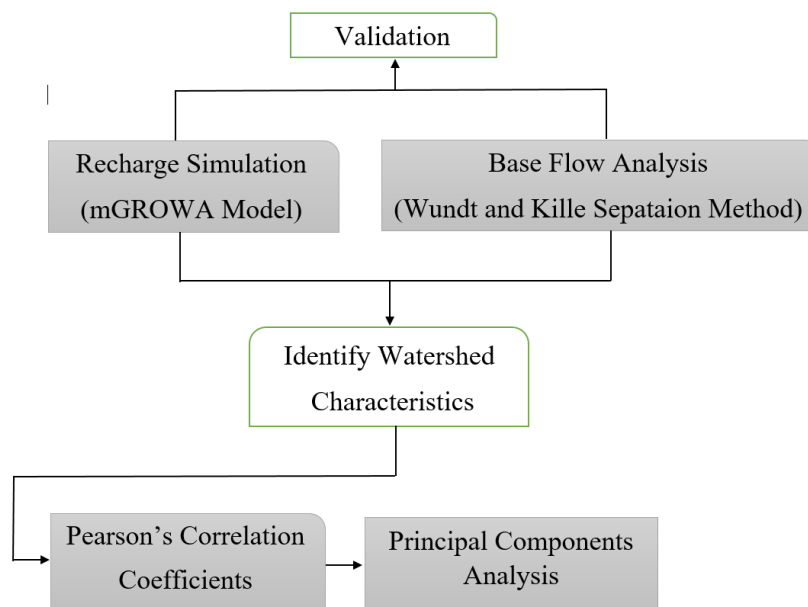 Validation
Recharge Simulation
(mGROWA Model)
Base Flow Analysis
(Wundt and Kille Sepataion Method)
Identify Watershed
Characteristics
Pearson’s Correlation
Coefficients
Principal Components
Analysis